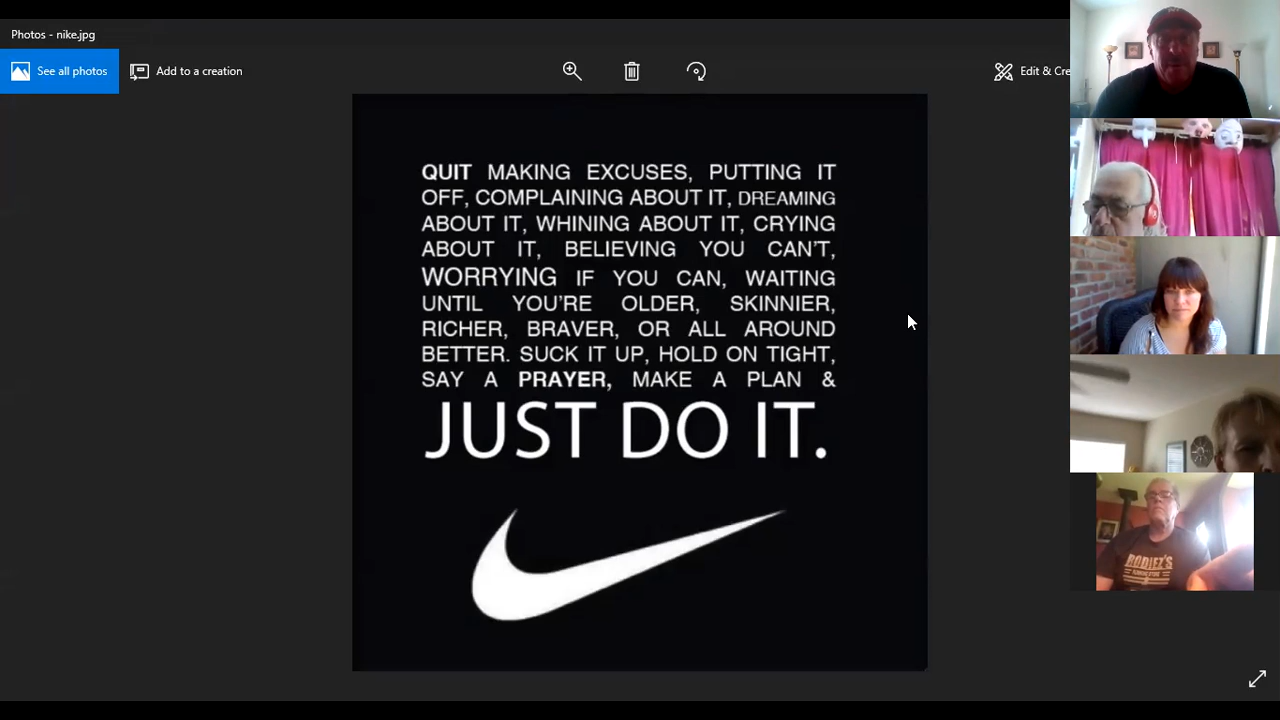 Photos - nike.jpg
See all photos
Add to a creation
Edit & Cre
QUIT MAKING EXCUSES, PUTTING IT
OFF, COMPLAINING ABOUT IT, DREAMING
ABOUT IT, WHINING ABOUT IT, CRYING
ABOUT IT, BELIEVING YOU CAN'T,
WORRYING IF YOU CAN, WAITING
UNTIL YOU'RE OLDER, SKINNIER,
RICHER, BRAVER, OR ALL AROUND
BETTER. SUCK IT UP, HOLD ON TIGHT,
SAY A PRAYER, MAKE A PLAN &
JUST DO IT.
RODIEZ'S